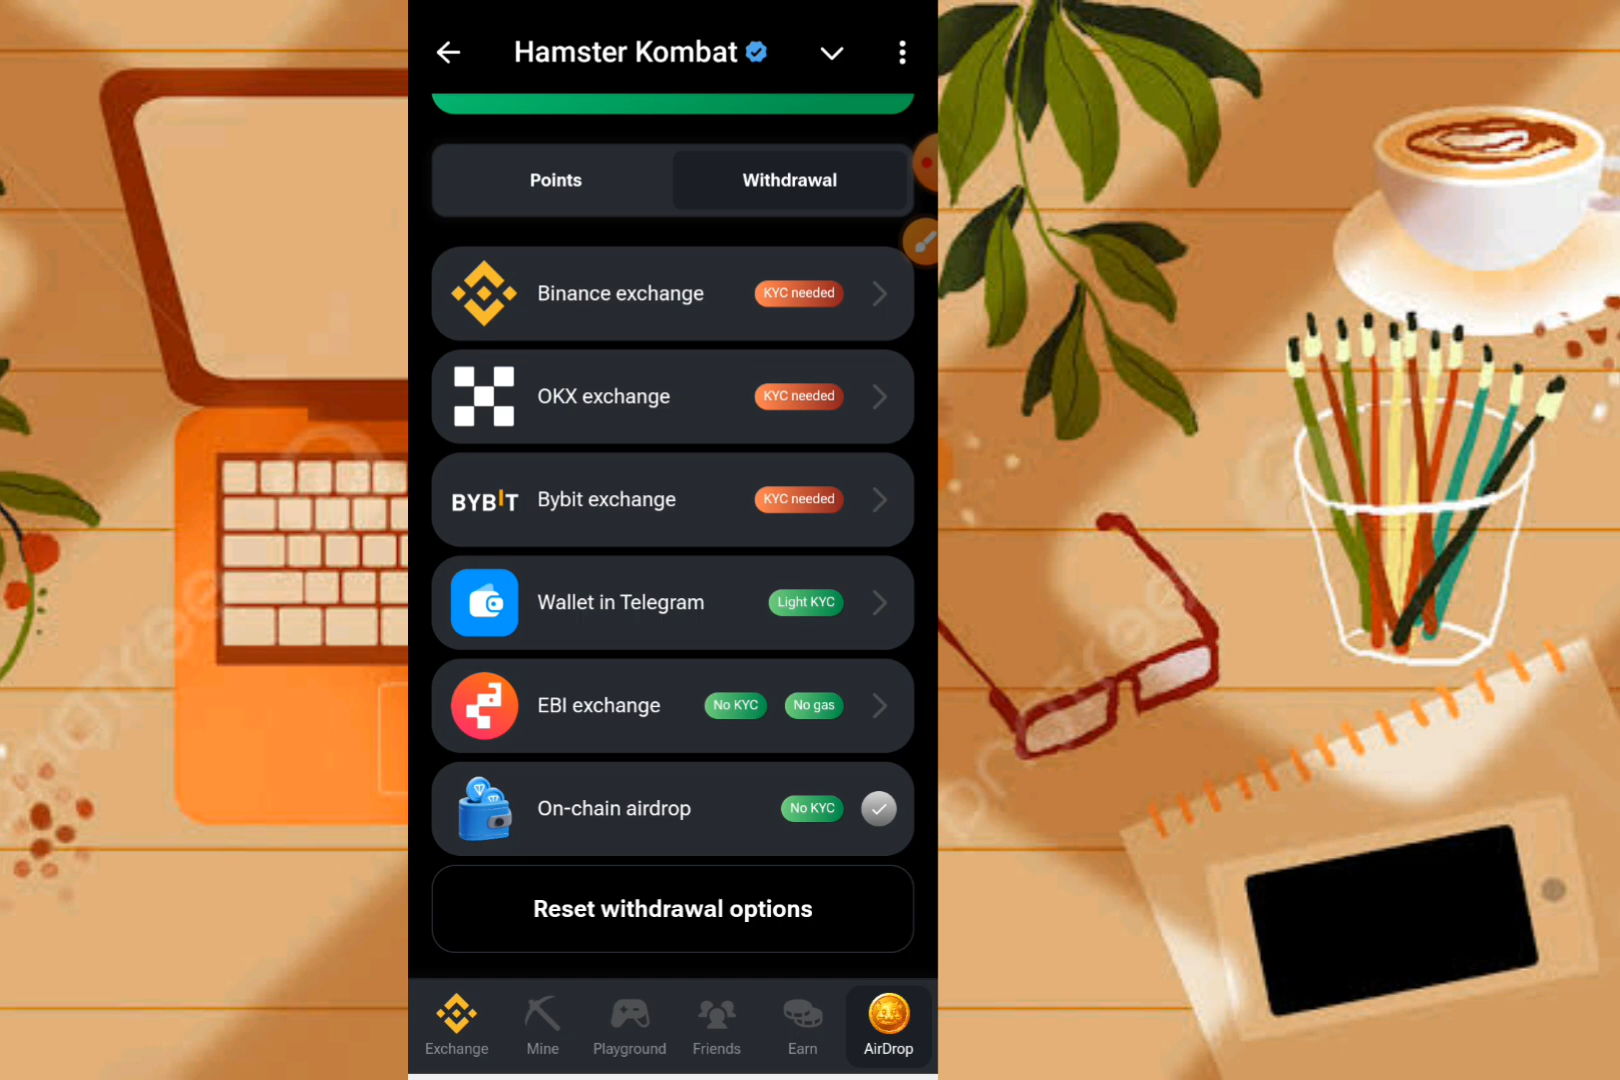 Hamster Kombat
Points
Withdrawal
Binance exchange
KYC needed
OKX exchange
KYC needed
BYBIT
Bybit exchange
KYC needed
Wallet in Telegram
Light KYC
EBI exchange
No KYC
No gas
On-chain airdrop
No KYC
Reset withdrawal options
Exchange
Mine
Playground
Friends
Earn
AirDrop